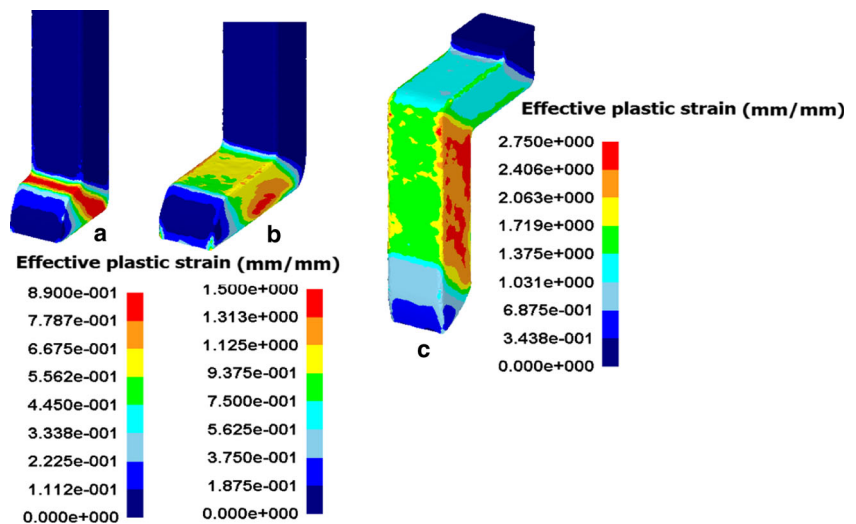 a
b
c
Effective plastic strain (mm/mm)
8.900e-001
7.787e-001
6.675e-001
5.562e-001
4.450e-001
3.338e-001
2.225e-001
1.112e-001
0.000e+000
1.500e+000
1.313e+000
1.125e+000
9.375e-001
7.500e-001
5.625e-001
3.750e-001
1.875e-001
0.000e+000
Effective plastic strain (mm/mm)
2.750e+000
2.406e+000
2.063e+000
1.719e+000
1.375e+000
1.031e+000
6.875e-001
3.438e-001
0.000e+000